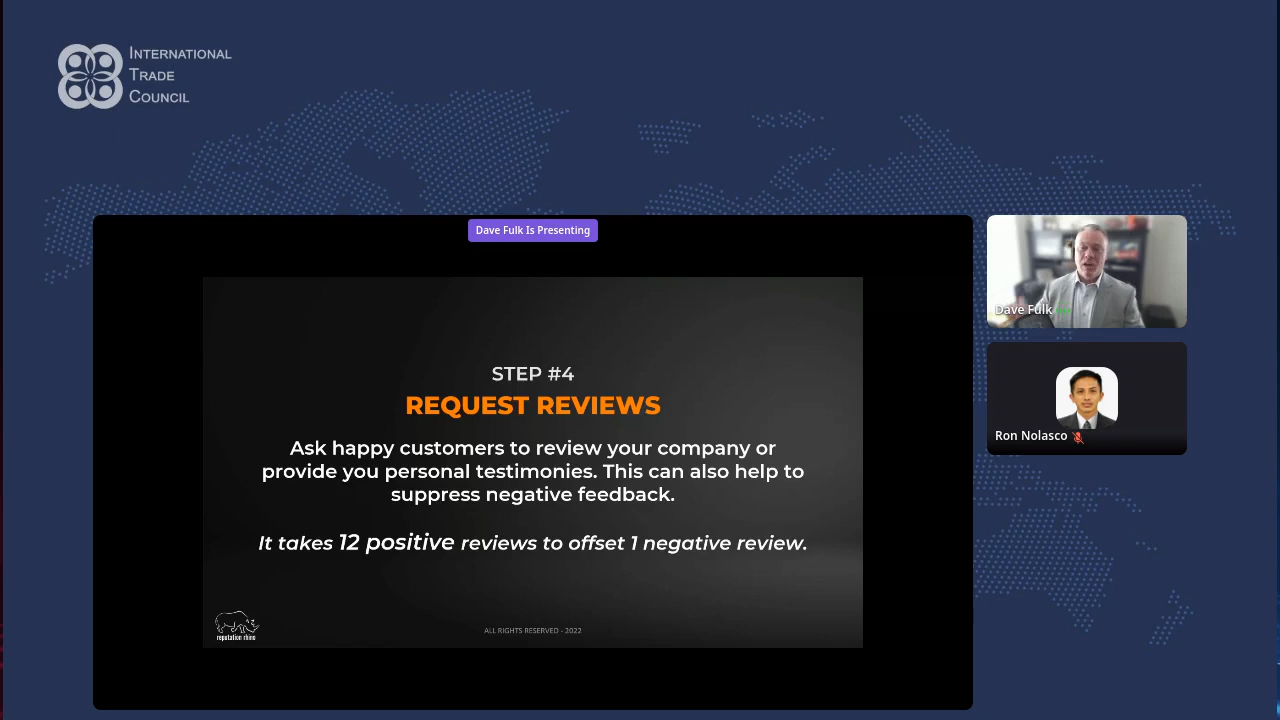 INTERNATIONAL
TRADE
COUNCIL
Dave Fulk Is Presenting
STEP #4
REQUEST REVIEWS
Ask happy customers to review your company or
provide you personal testimonies. This can also help to
suppress negative feedback.
It takes 12 positive reviews to offset 1 negative review.
reputation rhino
ALL RIGHTS RESERVED - 2022
Dave Fulk
Ron Nolasco